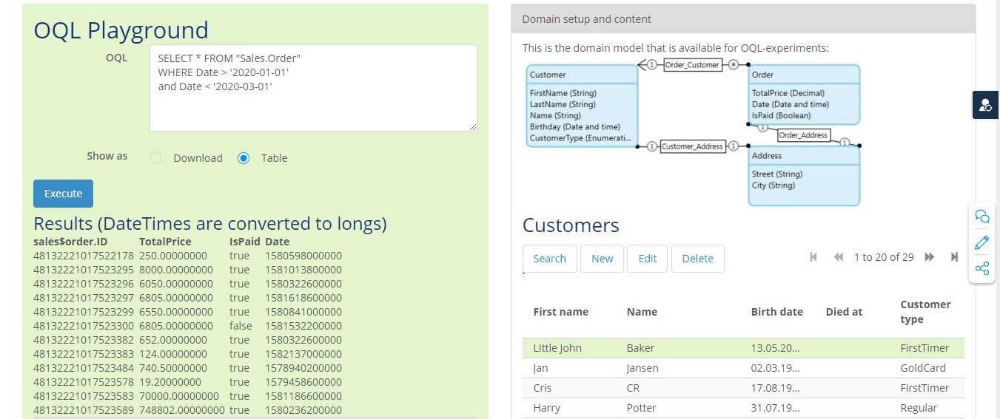 OQL Playground
OQL
SELECT * FROM "Sales.Order"
WHERE Date > '2020-01-01'
and Date < '2020-03-01'
Show as
Download
Table
Execute
Results (DateTimes are converted to longs)
sales$order.ID TotalPrice IsPaid Date
48132221017522178 250.00000000 true 1580598000000
48132221017523295 8000.00000000 true 1581013800000
48132221017523296 6050.00000000 true 1580322600000
48132221017523297 6805.00000000 true 1581618600000
48132221017523299 6550.00000000 true 1580841000000
48132221017523300 6805.00000000 false 1581532200000
48132221017523382 652.00000000 true 1580322600000
48132221017523383 124.00000000 true 1582137000000
48132221017523484 740.50000000 true 1578940200000
48132221017523578 19.20000000 true 1579458600000
48132221017523583 70000.00000000 true 1581186600000
48132221017523589 748802.00000000 true 1580236200000
Domain setup and content
This is the domain model that is available for OQL-experiments:
Customer
FirstName (String)
LastName (String)
Name (String)
Birthday (Date and time)
CustomerType (Enumerati...
1 Order_Customer *
Order
TotalPrice (Decimal)
Date (Date and time)
IsPaid (Boolean)
1 Order_Address 1
1 Customer_Address 1
Address
Street (String)
City (String)
Customers
Search New Edit Delete
1 to 20 of 29
First name Name Birth date Died at Customer type
LIttle John Baker 13.05.20... FirstTimer
Jan Jansen 02.03.19... GoldCard
Cris CR 17.08.19... FirstTimer
Harry Potter 31.07.19... Regular